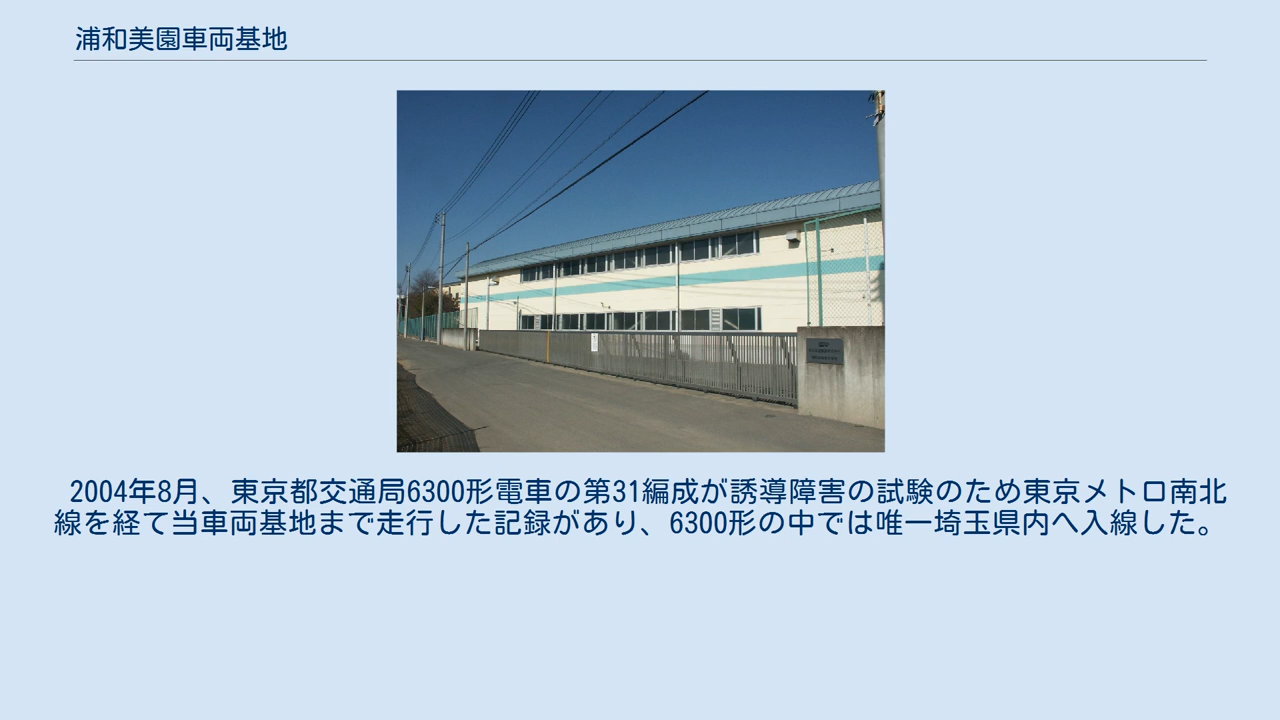 浦和美園車両基地
2004年8月、東京都交通局6300形電車の第31編成が誘導障害の試験のため東京メトロ南北
線を経て当車両基地まで走行した記録があり、6300形の中では唯一埼玉県内へ入線した。